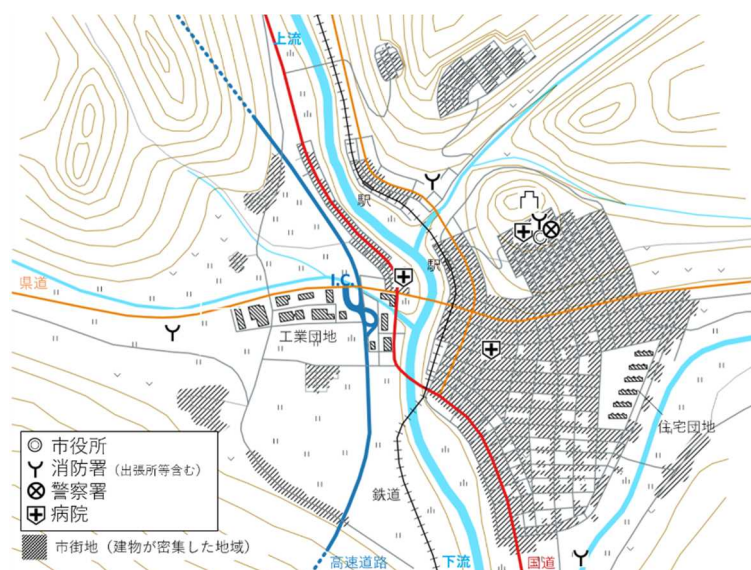 上流
駅
駅
県道
I.C.
工業団地
住宅団地
市役所
消防署（出張所等含む）
警察署
病院
市街地（建物が密集した地域）
鉄道
高速道路
下流
国道